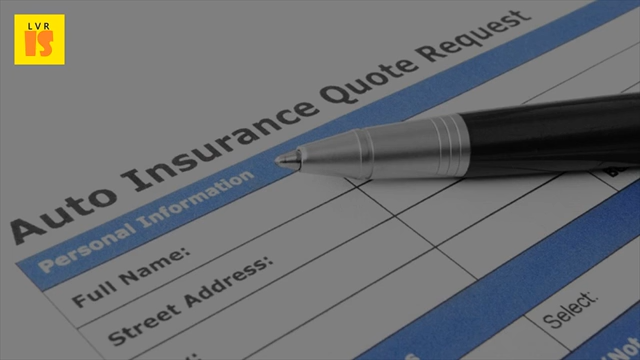 LVR
IS
Auto Insurance Quote Request
Personal Information
Full Name:
Street Address:
Select: